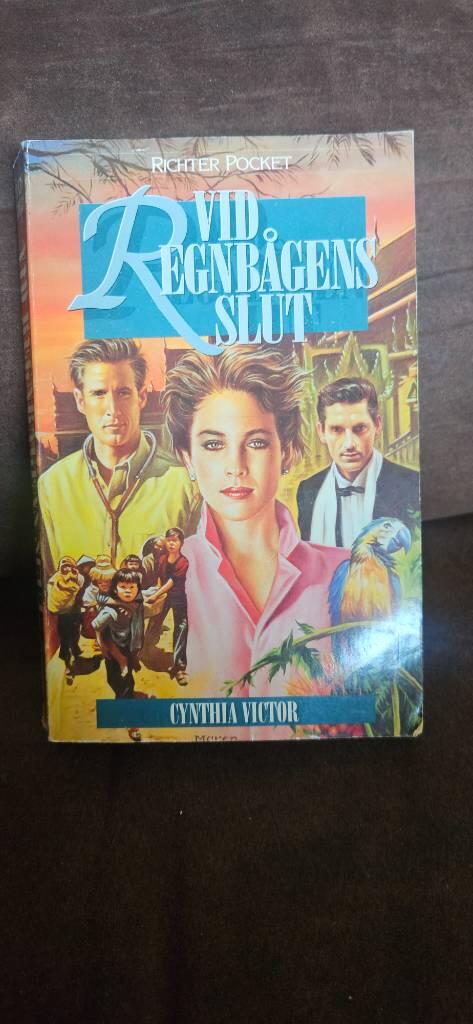 RICHTER POCKET
VID
REGNBÅGENS
SLUT
CYNTHIA VICTOR